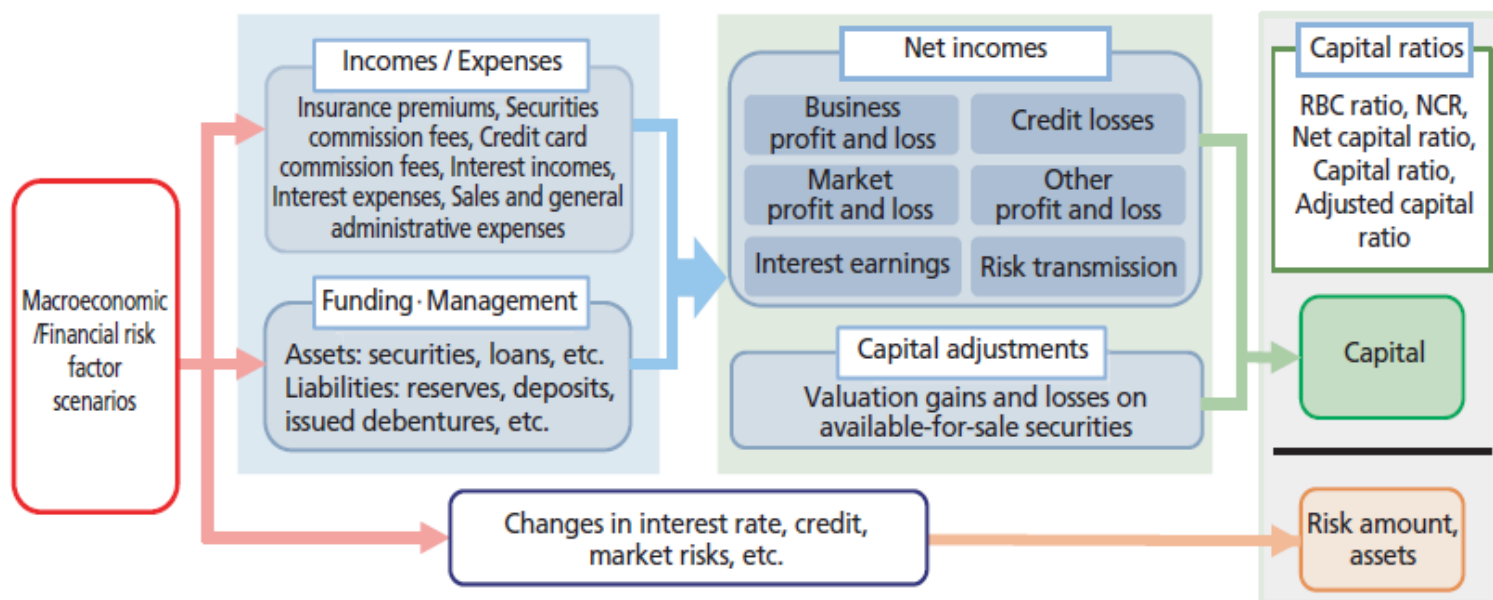 Macroeconomic
/Financial risk
factor
scenarios
Incomes / Expenses
Insurance premiums, Securities
commission fees, Credit card
commission fees, Interest incomes,
Interest expenses, Sales and general
administrative expenses
Funding · Management
Assets: securities, loans, etc.
Liabilities: reserves, deposits,
issued debentures, etc.
Net incomes
Business
profit and loss
Credit losses
Market
profit and loss
Other
profit and loss
Interest earnings
Risk transmission
Capital adjustments
Valuation gains and losses on
available-for-sale securities
Changes in interest rate, credit,
market risks, etc.
Capital ratios
RBC ratio, NCR,
Net capital ratio,
Capital ratio,
Adjusted capital
ratio
Capital
Risk amount,
assets